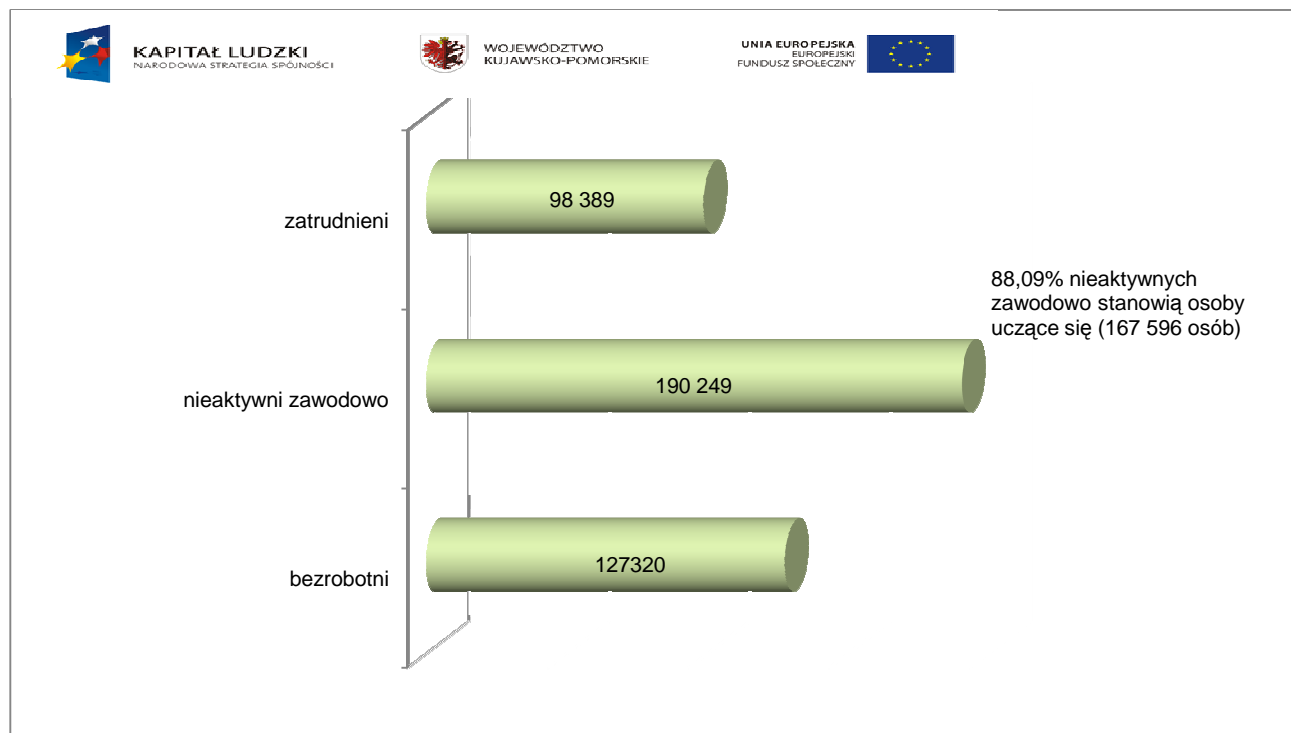 KAPITAŁ LUDZKI
NARODOWA STRATEGIA SPÓJNOŚCI
WOJEWÓDZTWO
KUJAWSKO-POMORSKIE
UNIA EUROPEJSKA
EUROPEJSKI
FUNDUSZ SPOŁECZNY
zatrudnieni
98 389
88,09% nieaktywnych
zawodowo stanowią osoby
uczące się (167 596 osób)
nieaktywni zawodowo
190 249
bezrobotni
127320